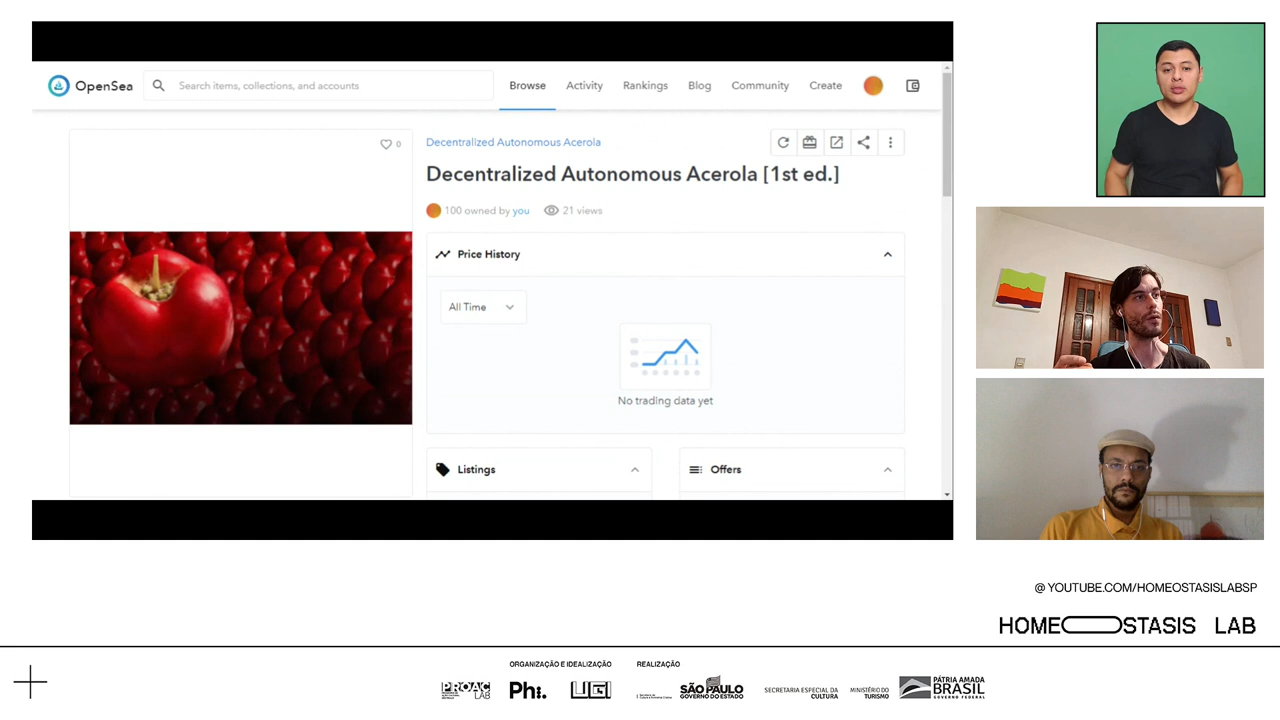 OpenSea
Search items, collections, and accounts
Browse
Activity
Rankings
Blog
Community
Create
0
Decentralized Autonomous Acerola
Decentralized Autonomous Acerola [1st ed.]
100 owned by you
21 views
Price History
All Time
No trading data yet
Listings
Offers
@ YOUTUBE.COM/HOMEOSTASISLABSP
HOMEOSTASIS LAB
ORGANIZAÇÃO E IDEALIZAÇÃO
REALIZAÇÃO
PROAC
LAB
Phi:.
UGI
SÃO PAULO
GOVERNO DO ESTADO
SECRETARIA ESPECIAL DA
CULTURA
MINISTÉRIO DO
TURISMO
PÁTRIA AMADA
BRASIL
GOVERNO FEDERAL